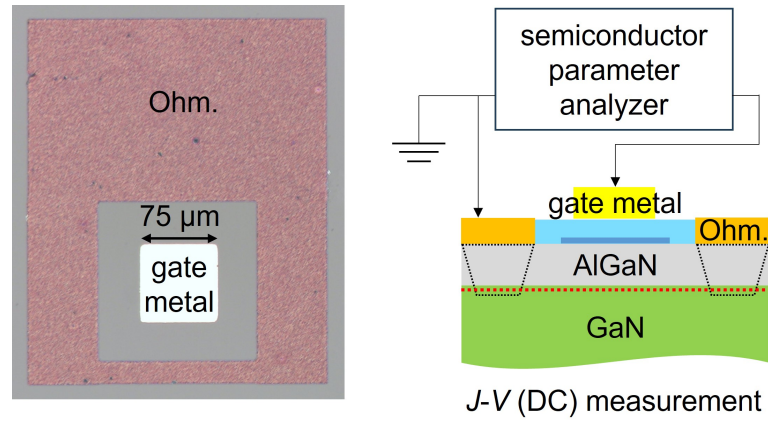 Ohm.
75 µm
gate
metal
semiconductor
parameter
analyzer
gate metal
Ohm.
AlGaN
GaN
J-V (DC) measurement